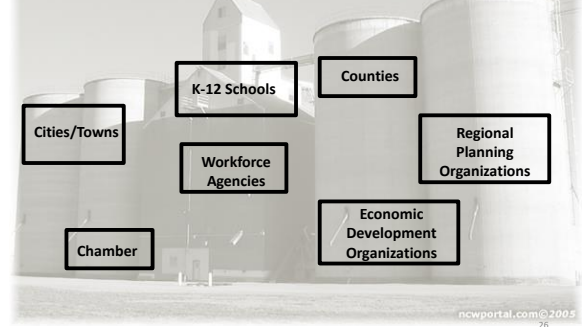 K-12 Schools
Counties
Cities/Towns
Workforce
Agencies
Regional
Planning
Organizations
Economic
Development
Organizations
Chamber
ncwportal.com©2005
26